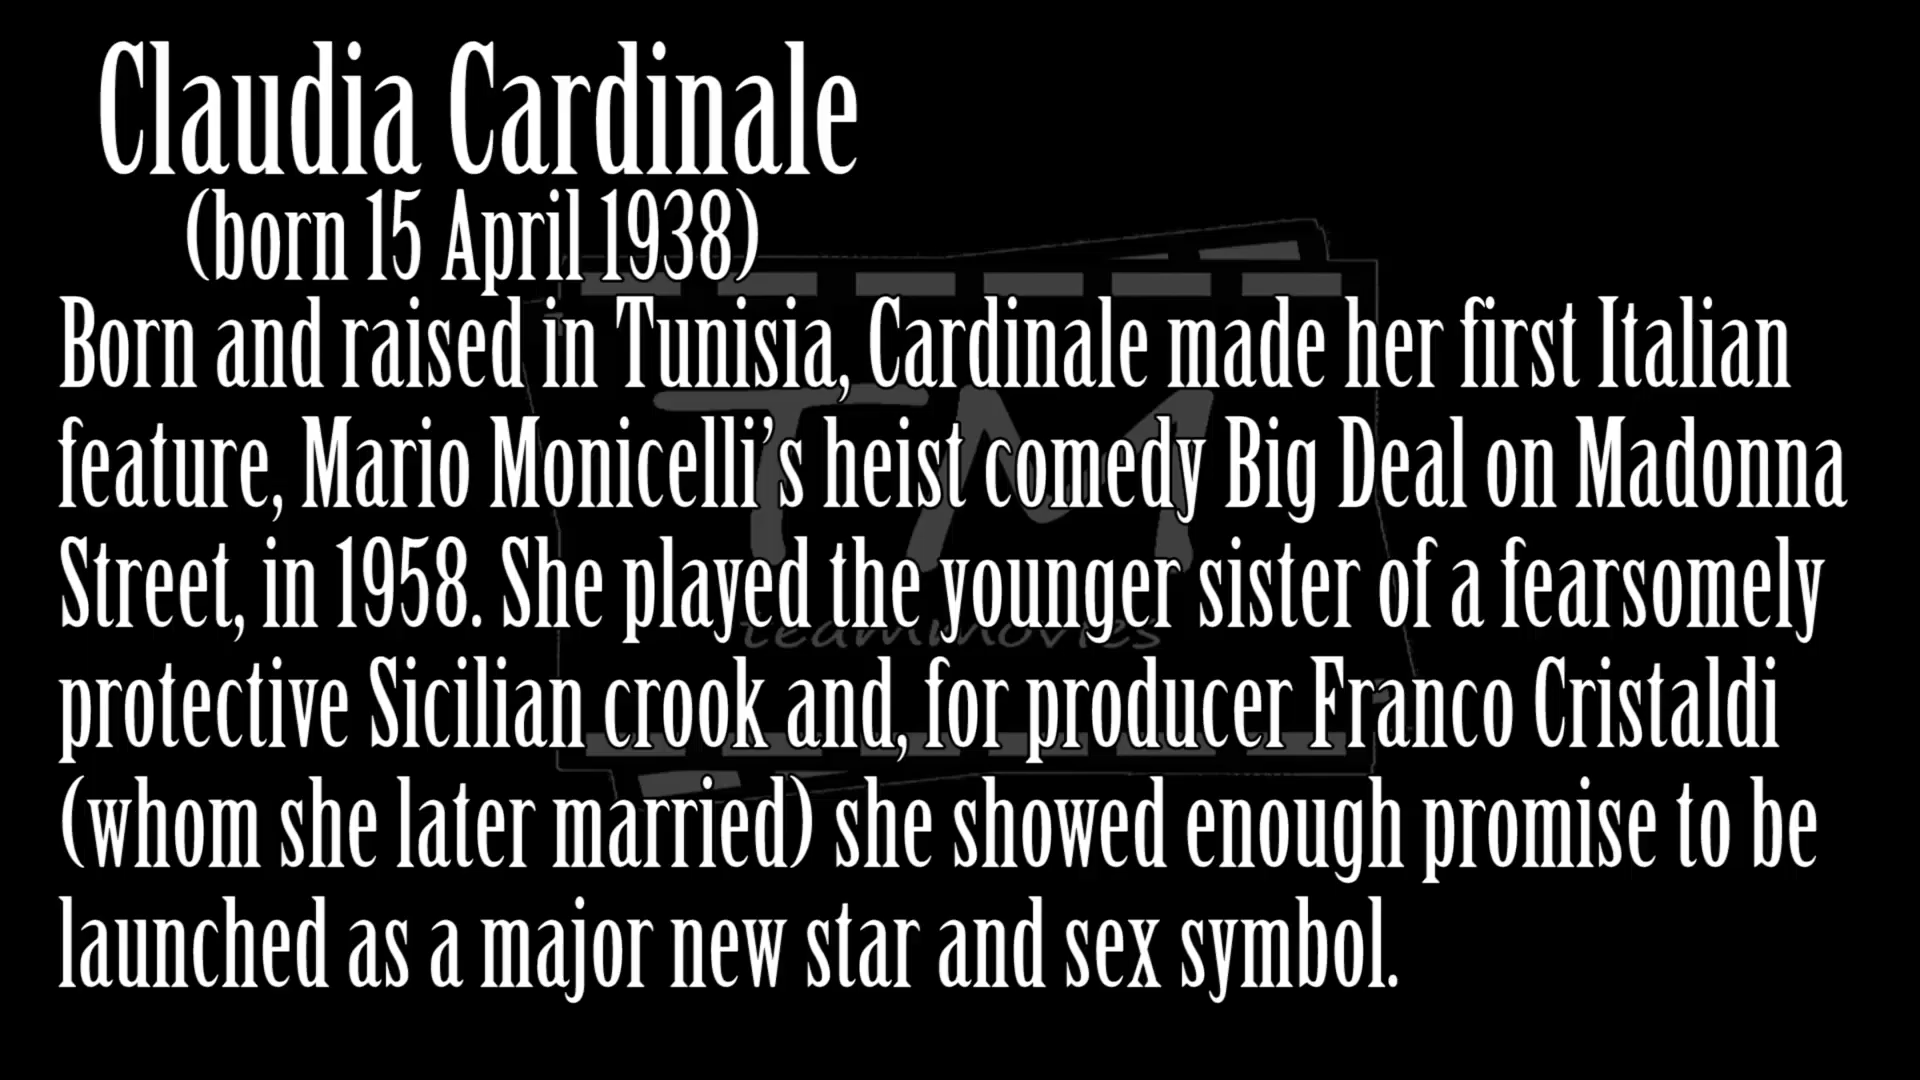 Claudia Cardinale
(born 15 April 1938)
Born and raised in Tunisia, Cardinale made her first Italian
feature, Mario Monicelli's heist comedy Big Deal on Madonna
Street, in 1958. She played the younger sister of a fearsomely
protective Sicilian crook and, for producer Franco Cristaldi
(whom she later married) she showed enough promise to be
launched as a major new star and sex symbol.
TM
teammovies